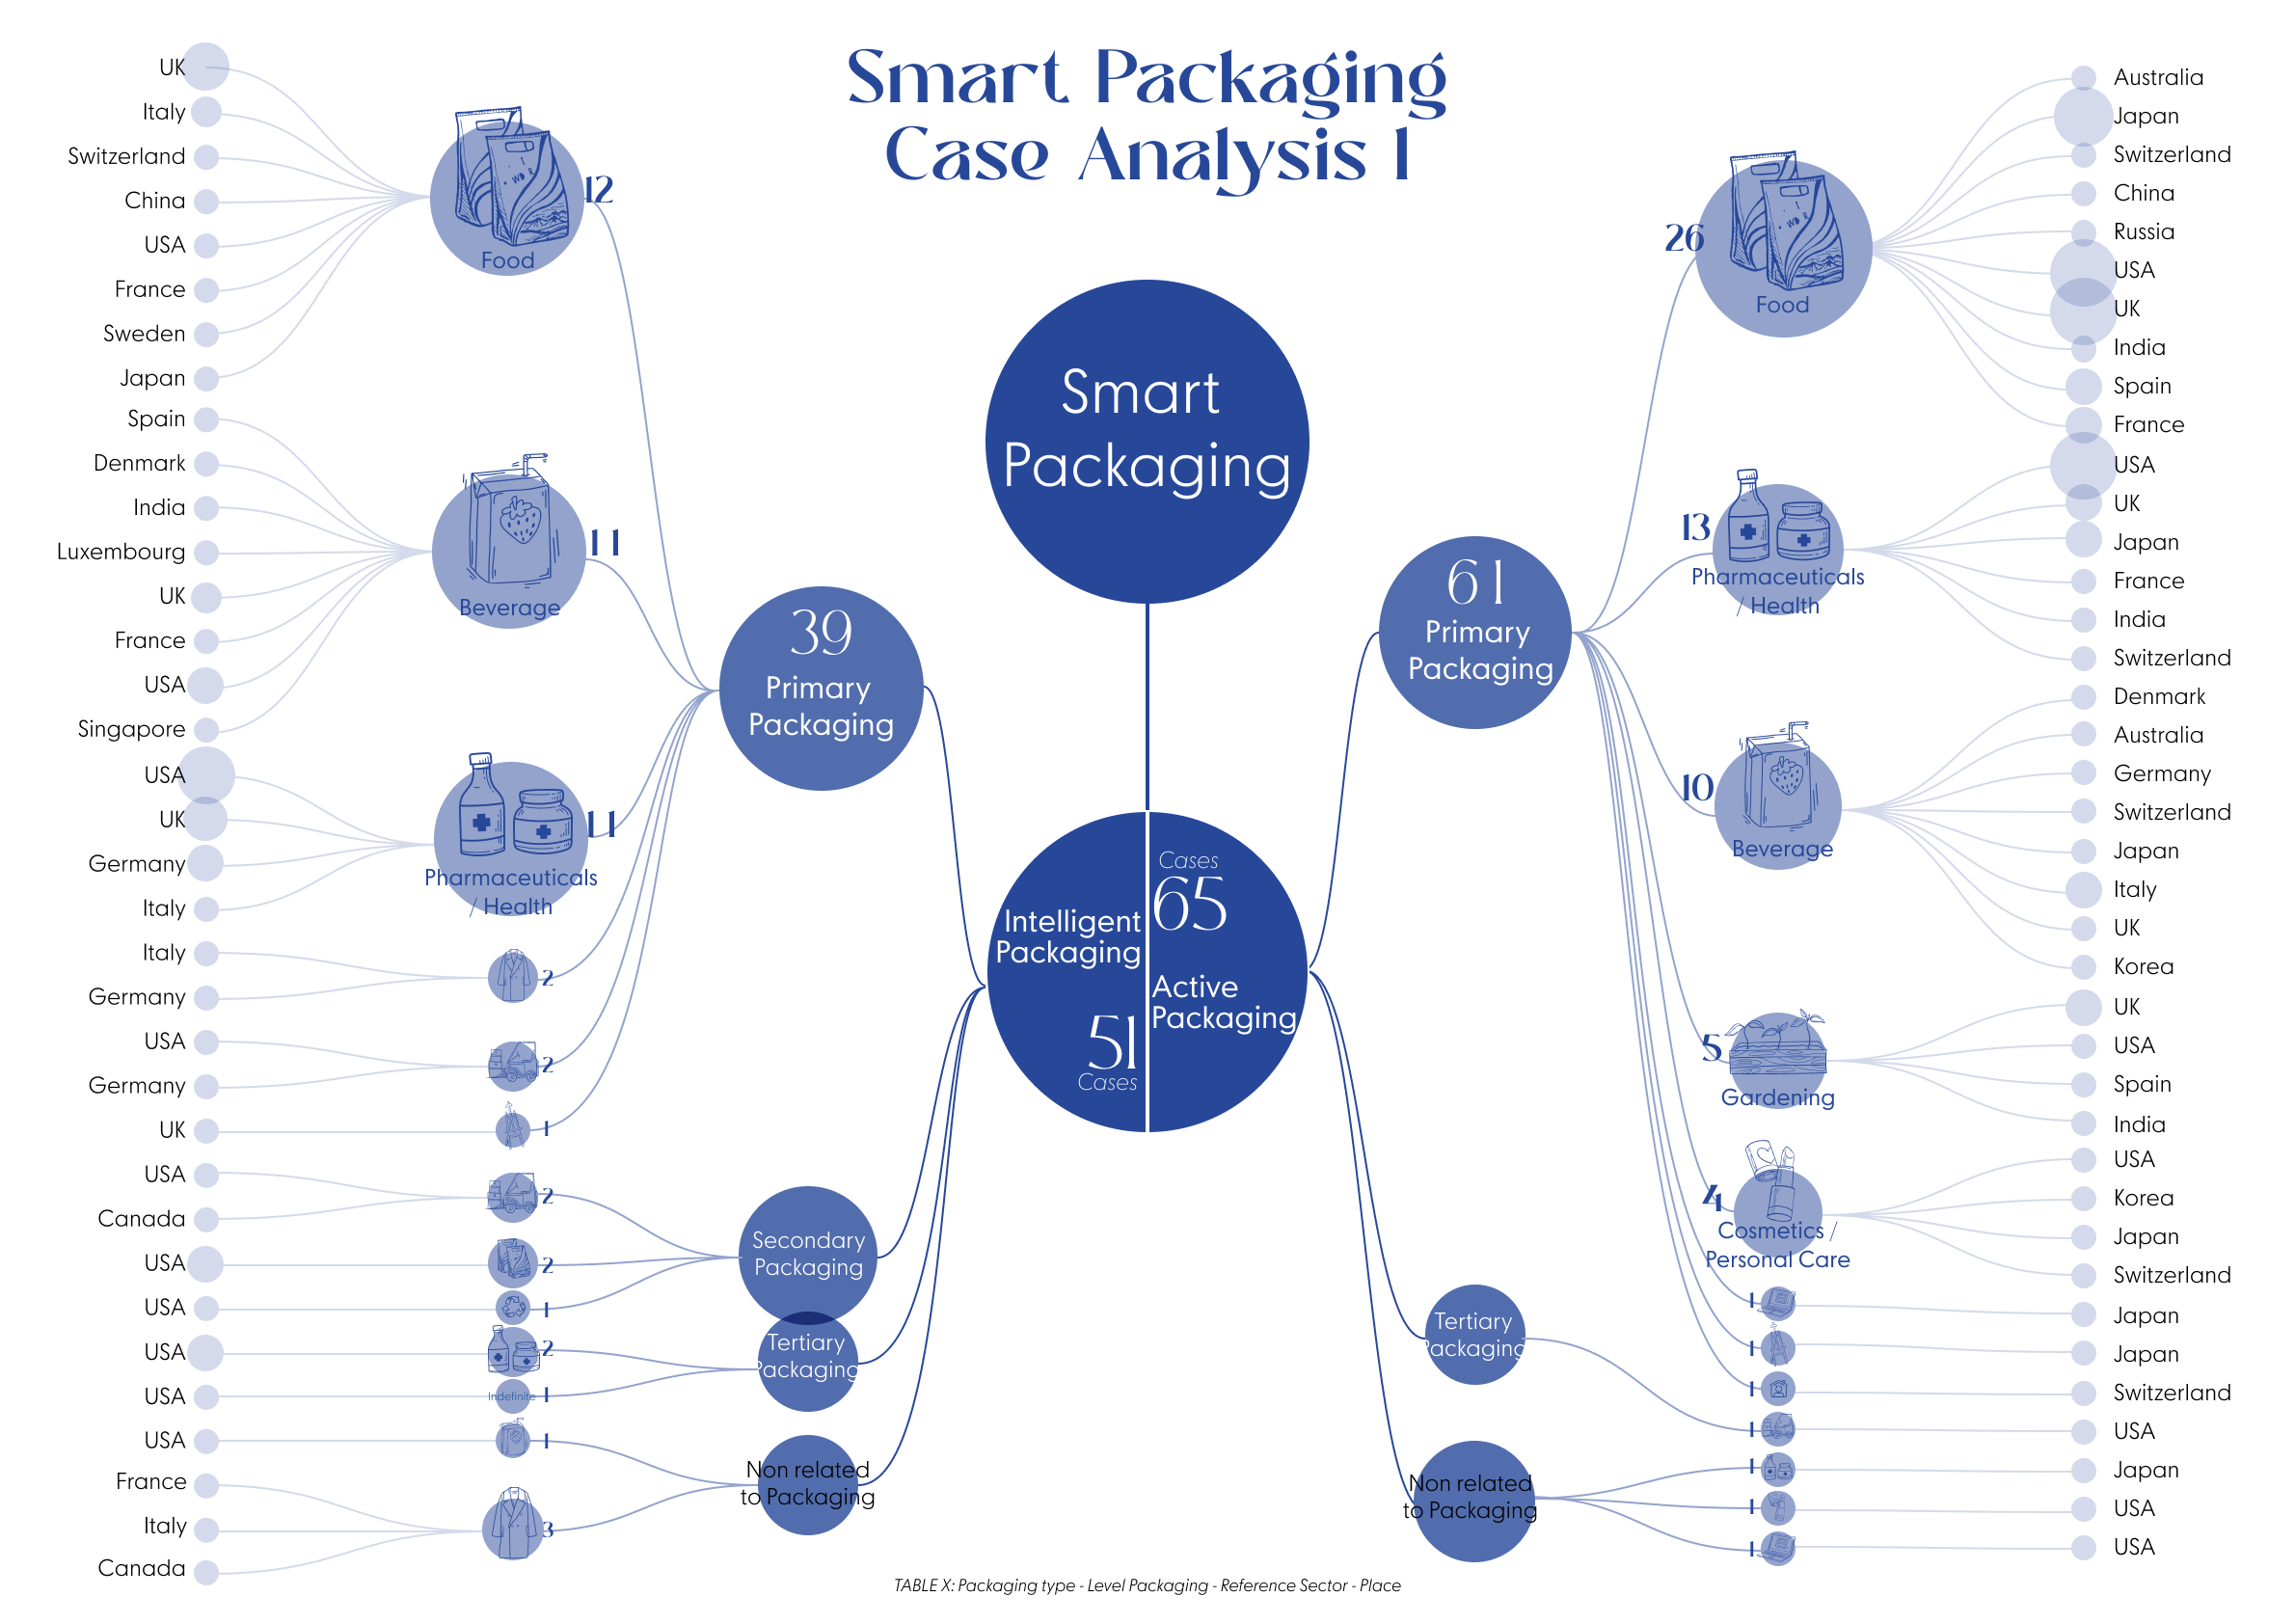 Smart Packaging
Case Analysis I
UK
Italy
Switzerland
China
USA
France
Sweden
Japan
Spain
Denmark
India
Luxembourg
UK
France
USA
Singapore
USA
UK
Germany
Italy
Italy
Germany
USA
Germany
UK
USA
Canada
USA
USA
USA
USA
USA
France
Italy
Canada
12
Food
11
Beverage
11
Pharmaceuticals
/ Health
2
2
1
2
2
1
2
Indefinite
1
1
3
39
Primary
Packaging
Secondary
Packaging
Tertiary
Packaging
Non related
to Packaging
Smart
Packaging
Intelligent
Packaging
51
Cases
Cases
65
Active
Packaging
61
Primary
Packaging
Tertiary
Packaging
Non related
to Packaging
26
Food
13
Pharmaceuticals
/ Health
10
Beverage
5
Gardening
4
Cosmetics /
Personal Care
1
1
1
1
1
1
1
Australia
Japan
Switzerland
China
Russia
USA
UK
India
Spain
France
USA
UK
Japan
France
India
Switzerland
Denmark
Australia
Germany
Switzerland
Japan
Italy
UK
Korea
UK
USA
Spain
India
USA
Korea
Japan
Switzerland
Japan
Japan
Switzerland
USA
Japan
USA
USA
TABLE X: Packaging type - Level Packaging - Reference Sector - Place